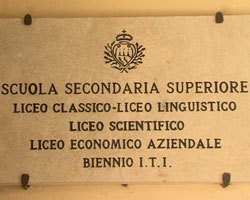 SCUOLA SECONDARIA SUPERIORE
LICEO CLASSICO-LICEO LINGUISTICO
LICEO SCIENTIFICO
LICEO ECONOMICO AZIENDALE
BIENNIO I.T.I.